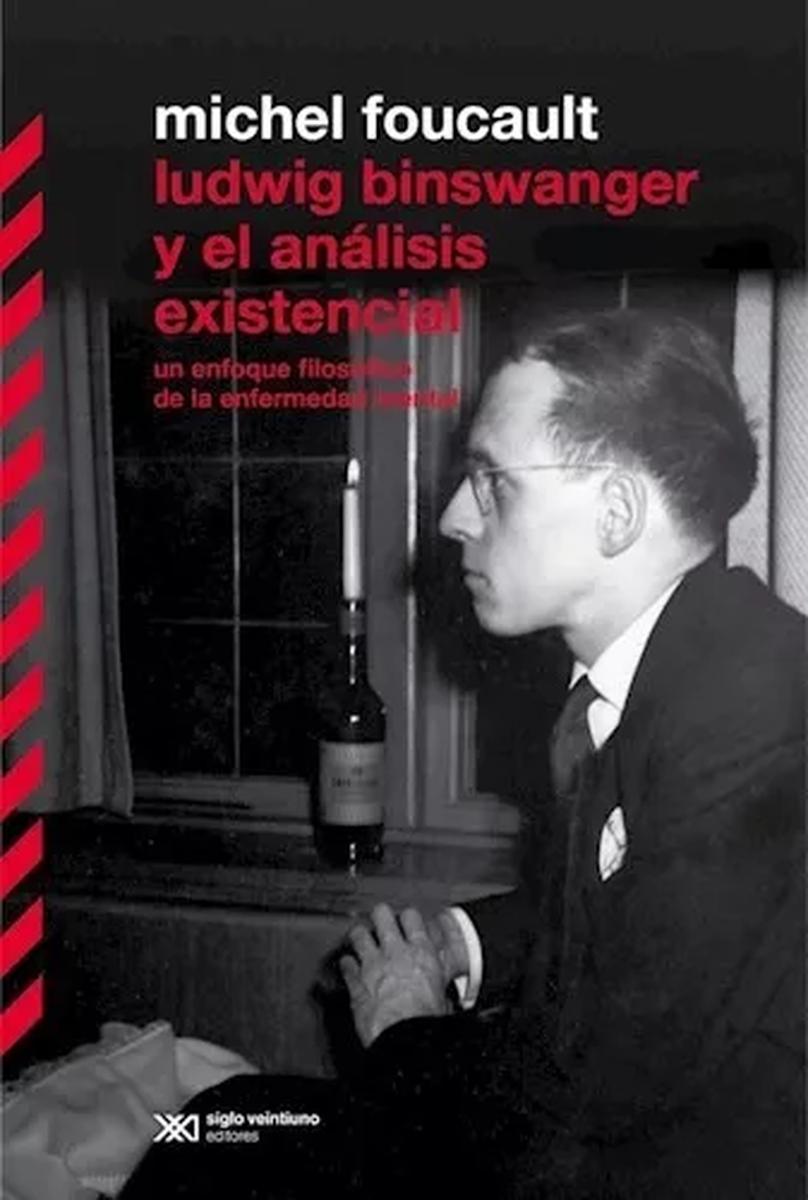 michel foucault
ludwig binswanger
y el análisis
existencial
un enfoque filosófico
de la enfermedad mental
siglo veintiuno
editores